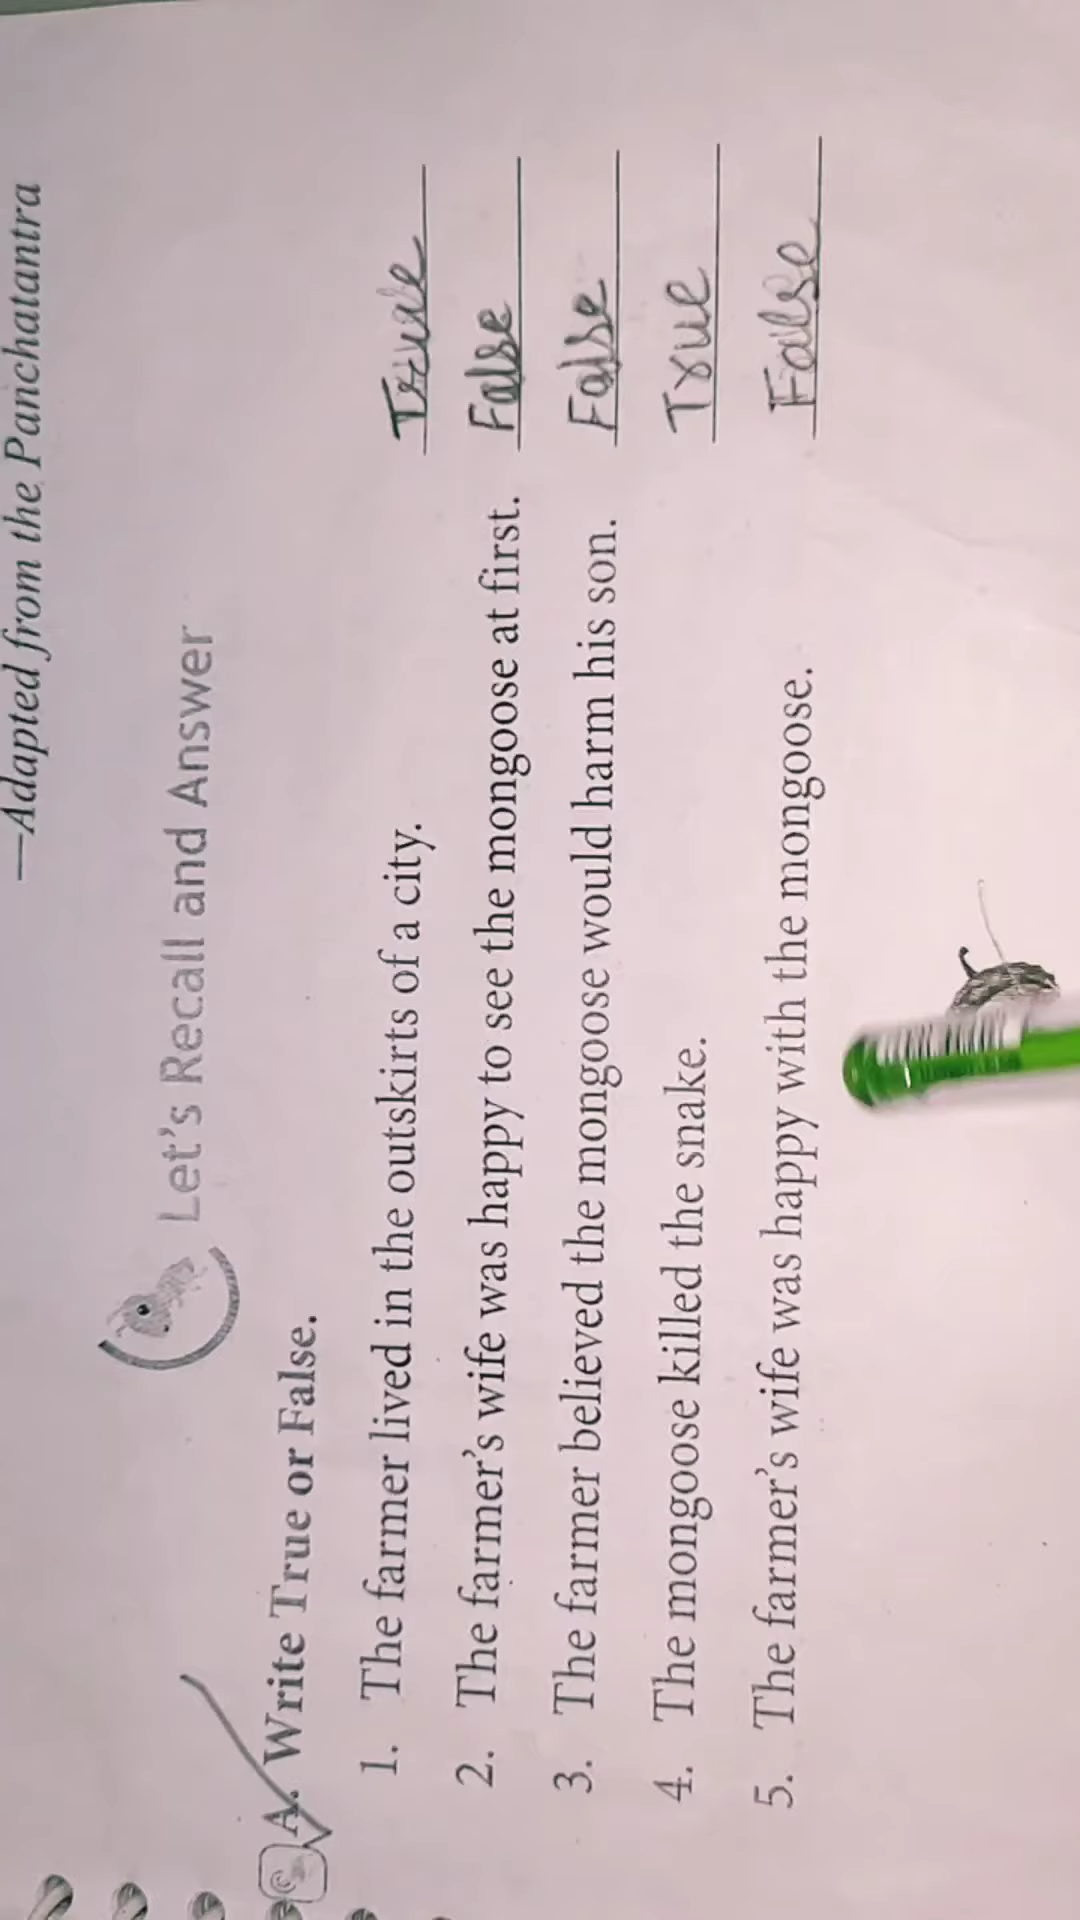 —Adapted from the Panchatantra
Let's Recall and Answer
A. Write True or False.
1. The farmer lived in the outskirts of a city. True
2. The farmer's wife was happy to see the mongoose at first. False
3. The farmer believed the mongoose would harm his son. False
4. The mongoose killed the snake. True
5. The farmer's wife was happy with the mongoose. False